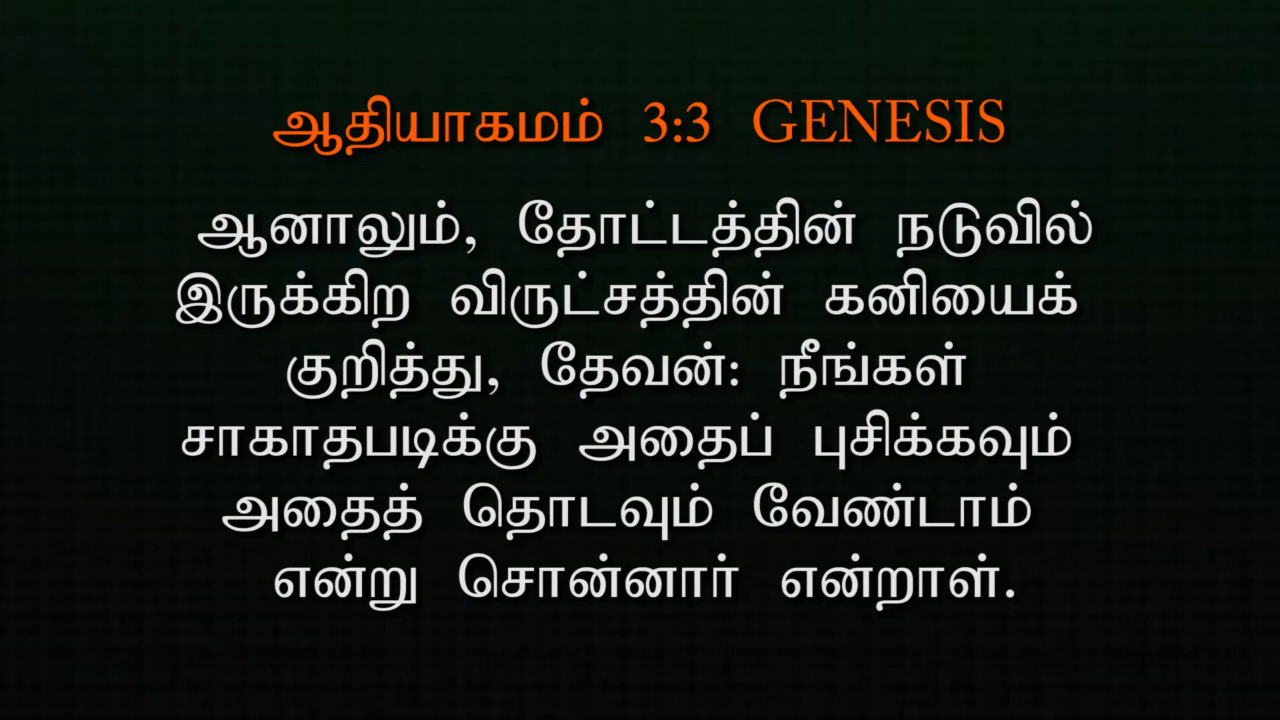 ஆதியாகமம் 3:3 GENESIS
ஆனாலும், தோட்டத்தின் நடுவில்
இருக்கிற விருட்சத்தின் கனியைக்
குறித்து, தேவன்: நீங்கள்
சாகாதபடிக்கு அதைப் புசிக்கவும்
அதைத் தொடவும் வேண்டாம்
என்று சொன்னார் என்றாள்.